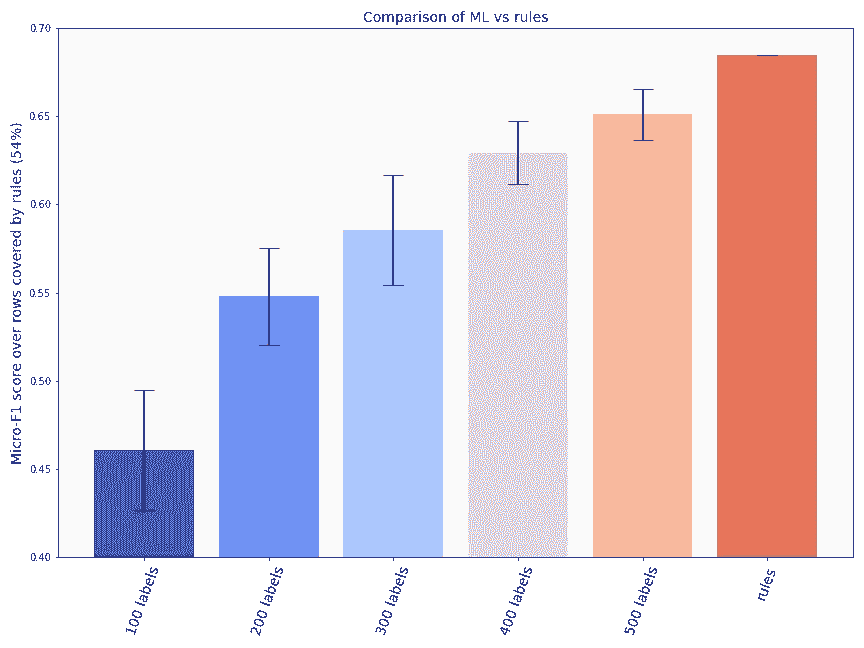 Comparison of ML vs rules
Micro-F1 score over rows covered by rules (54%)
0.70
0.65
0.60
0.55
0.50
0.45
0.40
100 labels
200 labels
300 labels
400 labels
500 labels
rules